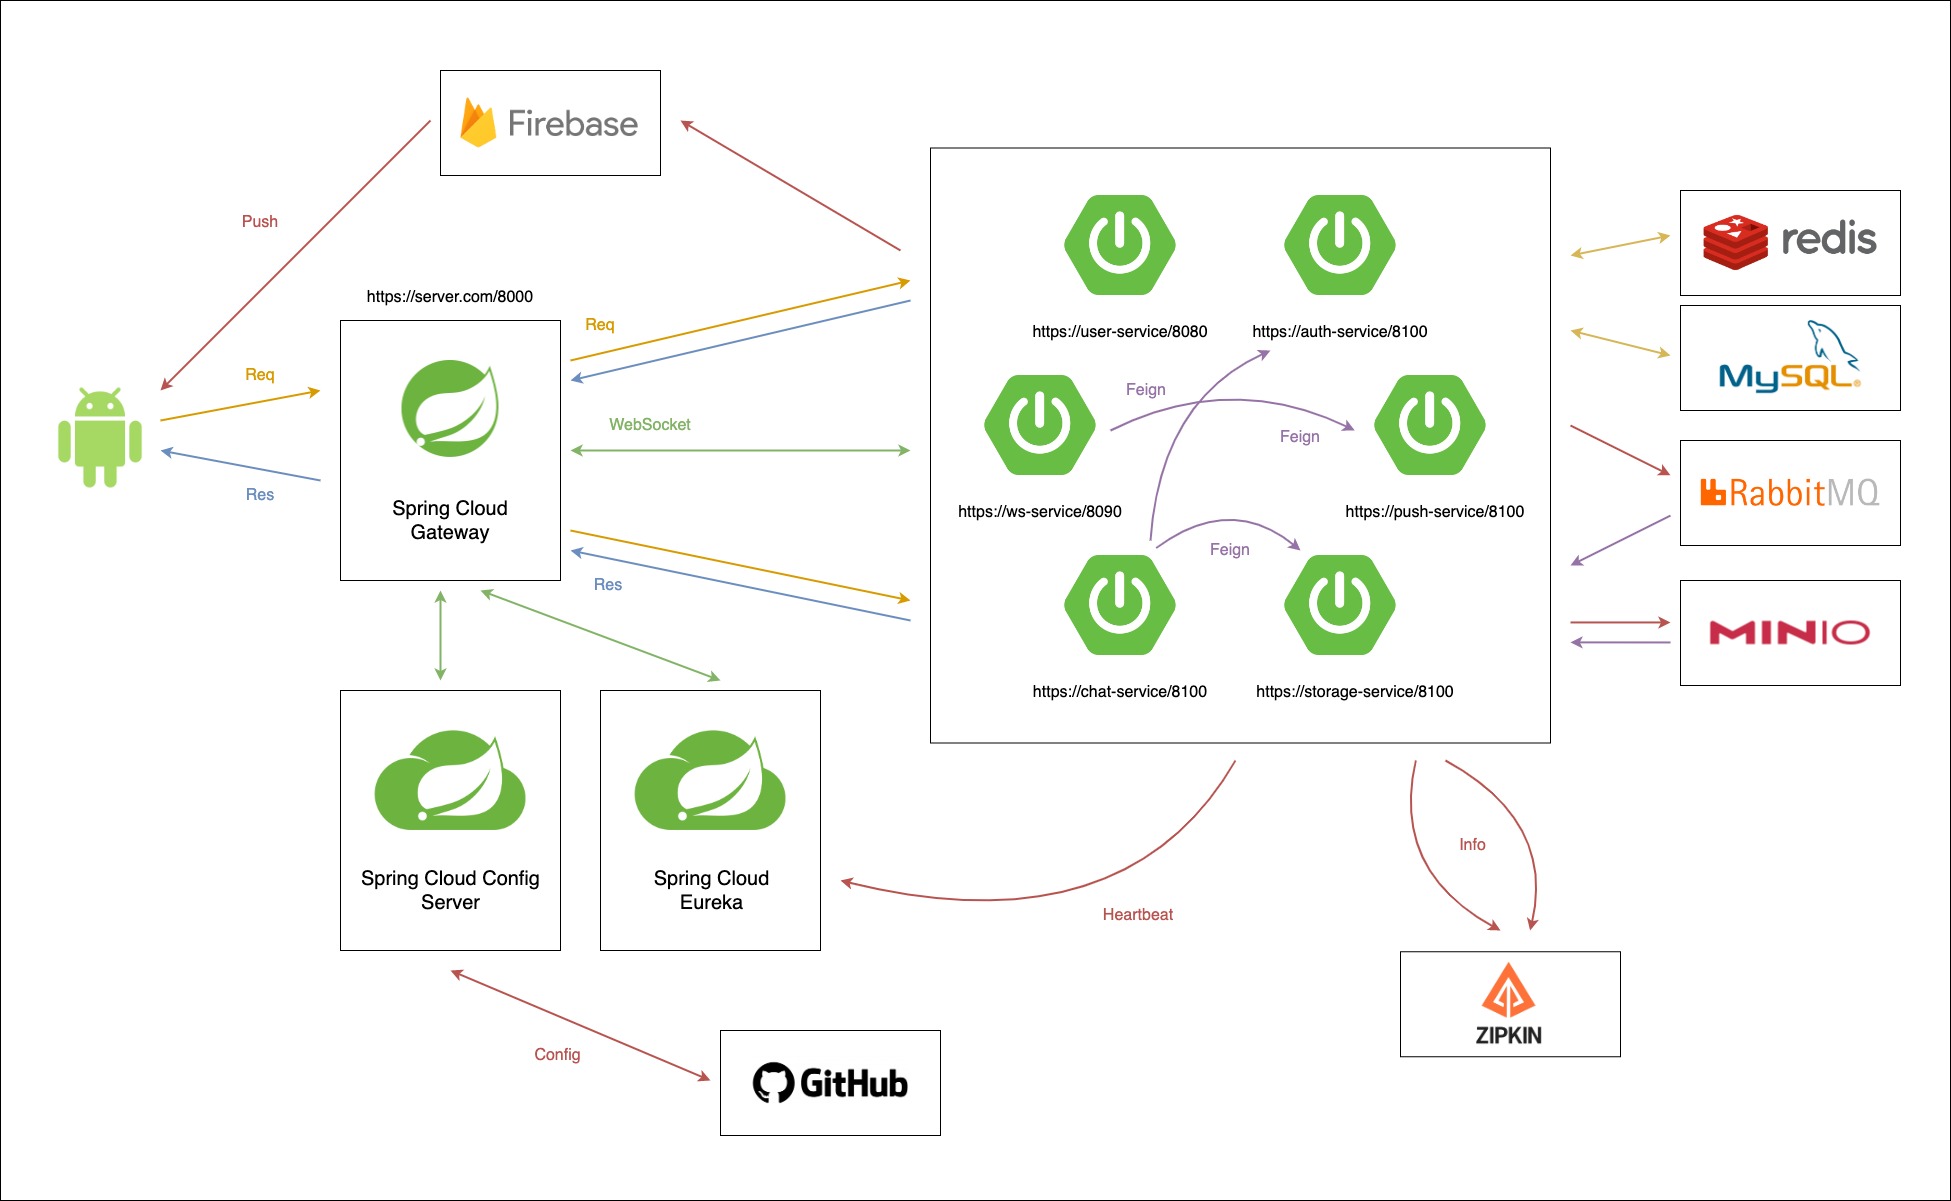 Firebase
Push
https://server.com/8000
Req
Req
Res
WebSocket
Res
Spring Cloud
Gateway
https://user-service/8080
https://auth-service/8100
Feign
Feign
https://ws-service/8090
https://push-service/8100
Feign
https://chat-service/8100
https://storage-service/8100
redis
MySQL
RabbitMQ
MINIO
Spring Cloud Config
Server
Spring Cloud
Eureka
Heartbeat
Info
ZIPKIN
Config
GitHub